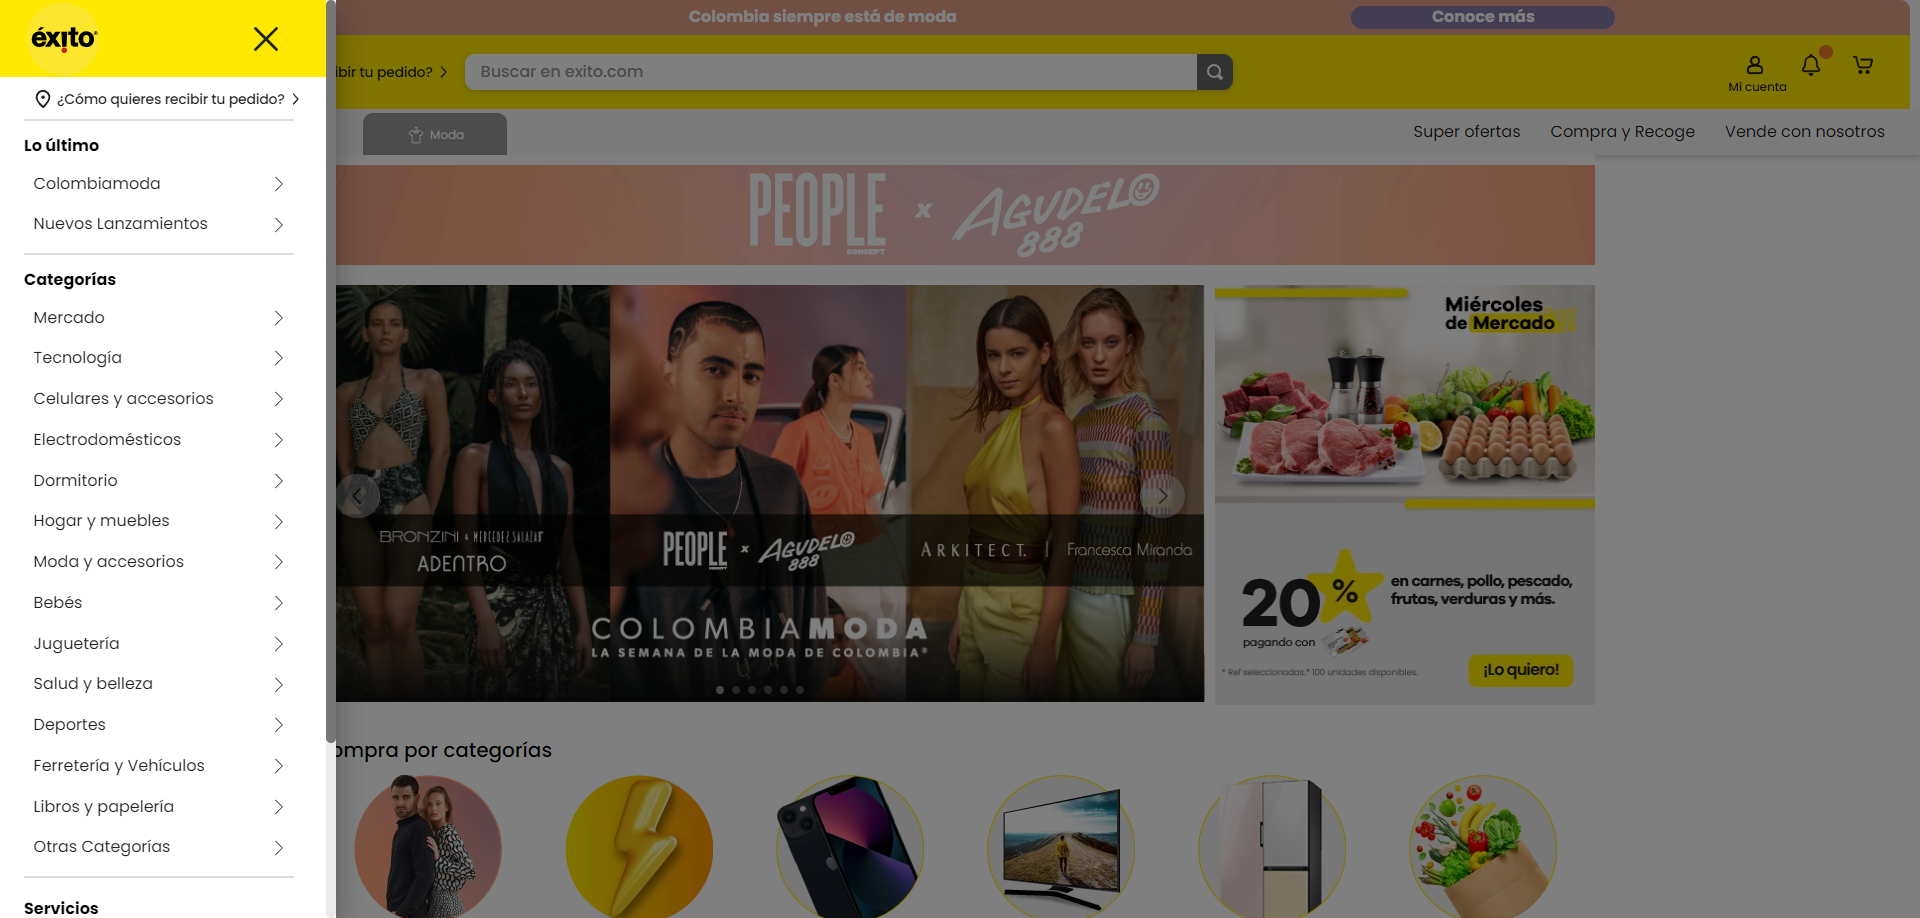 éxito
¿Cómo quieres recibir tu pedido?
Lo último
Colombiamoda
Nuevos Lanzamientos
Categorías
Mercado
Tecnología
Celulares y accesorios
Electrodomésticos
Dormitorio
Hogar y muebles
Moda y accesorios
Bebés
Juguetería
Salud y belleza
Deportes
Ferretería y Vehículos
Libros y papelería
Otras Categorías
Servicios
Colombia siempre está de moda
Conoce más
ibir tu pedido?
Buscar en exito.com
Mi cuenta
Moda
Super ofertas
Compra y Recoge
Vende con nosotros
PEOPLE x AGUDELO
CONCEPT 888
BRONZINI & MERCEDES SALAZAR
ADENTRO
PEOPLE x AGUDELO
CONCEPT 888
ARKITECT. | Francesca Miranda
COLOMBIAMODA
LA SEMANA DE LA MODA DE COLOMBIA®
Miércoles
de Mercado
20%
en carnes, pollo, pescado,
frutas, verduras y más.
pagando con
* Ref seleccionadas.* 100 unidades disponibles.
¡Lo quiero!
ompra por categorías